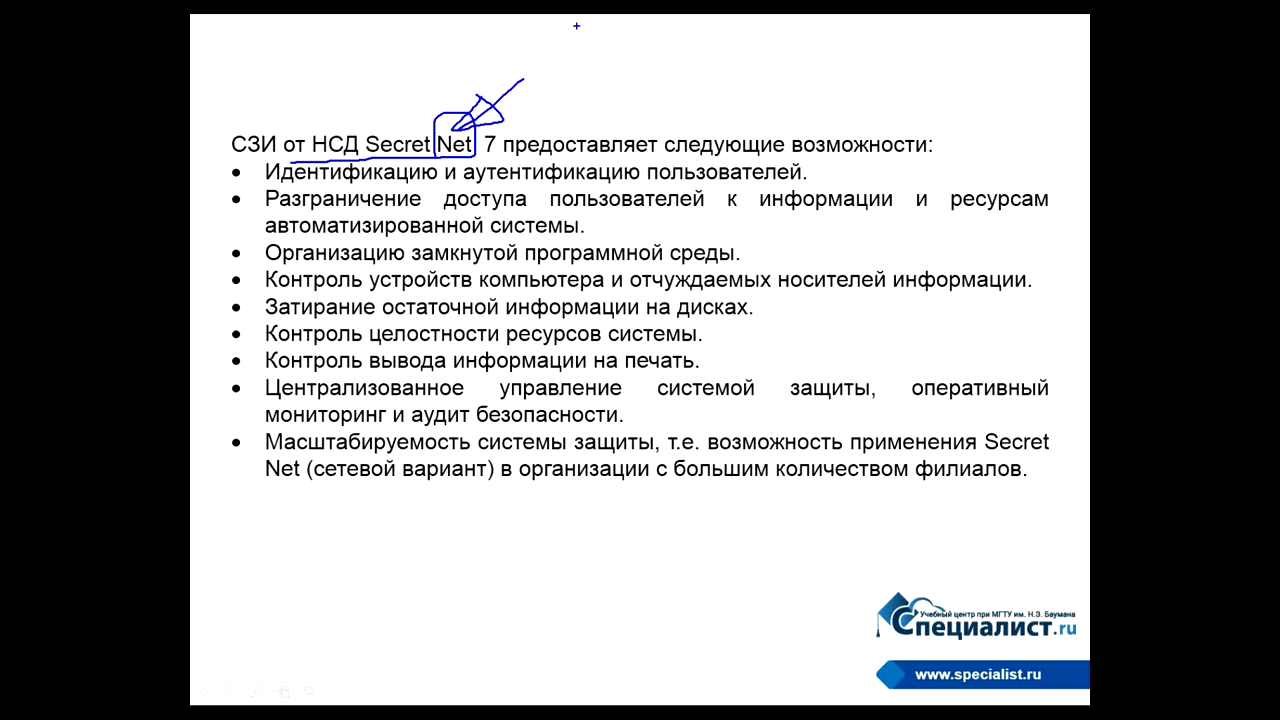 СЗИ от НСД Secret Net 7 предоставляет следующие возможности:
• Идентификацию и аутентификацию пользователей.
• Разграничение доступа пользователей к информации и ресурсам
автоматизированной системы.
• Организацию замкнутой программной среды.
• Контроль устройств компьютера и отчуждаемых носителей информации.
• Затирание остаточной информации на дисках.
• Контроль целостности ресурсов системы.
• Контроль вывода информации на печать.
• Централизованное управление системой защиты, оперативный
мониторинг и аудит безопасности.
• Масштабируемость системы защиты, т.е. возможность применения Secret
Net (сетевой вариант) в организации с большим количеством филиалов.
Учебный центр при МГТУ им. Н.Э. Баумана
Специалист.ru
www.specialist.ru